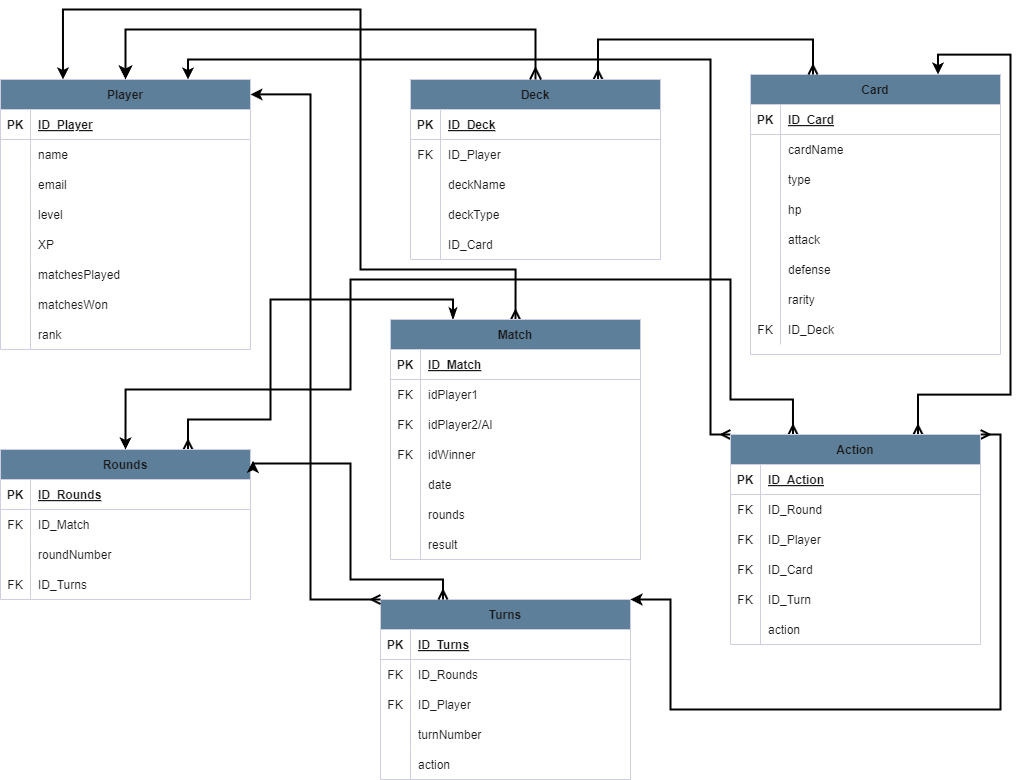 Player
PK ID_Player
name
email
level
XP
matchesPlayed
matchesWon
rank
Deck
PK ID_Deck
FK ID_Player
deckName
deckType
ID_Card
Card
PK ID_Card
cardName
type
hp
attack
defense
rarity
FK ID_Deck
Match
PK ID_Match
FK idPlayer1
FK idPlayer2/AI
FK idWinner
date
rounds
result
Rounds
PK ID_Rounds
FK ID_Match
roundNumber
FK ID_Turns
Action
PK ID_Action
FK ID_Round
FK ID_Player
FK ID_Card
FK ID_Turn
action
Turns
PK ID_Turns
FK ID_Rounds
FK ID_Player
turnNumber
action